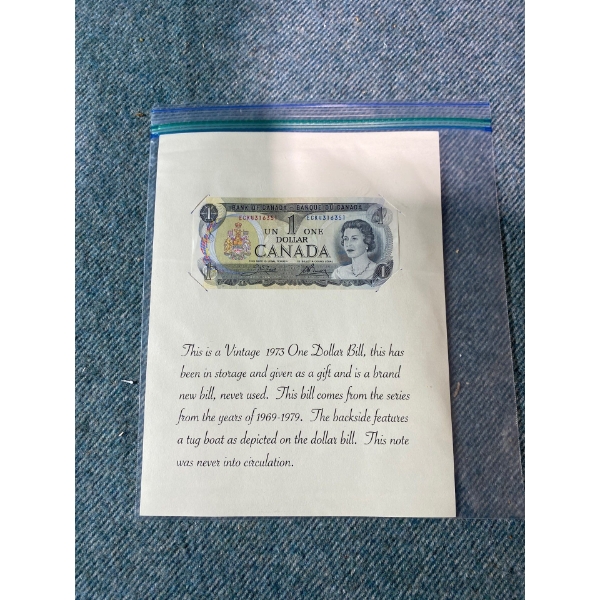 BANK OF CANADA - BANQUE DU CANADA
ECR4316351 ECR4316351
1 1
UN ONE
DOLLAR
CANADA
1 1
This is a Vintage 1973 One Dollar Bill, this has
been in storage and given as a gift and is a brand
new bill, never used. This bill comes from the series
from the years of 1969-1979. The backside features
a tug boat as depicted on the dollar bill. This note
was never into circulation.